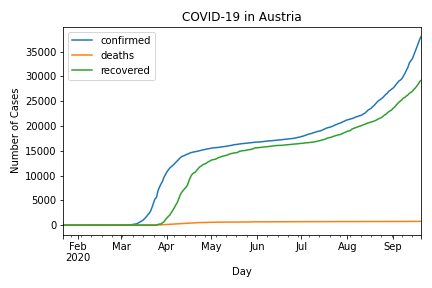 COVID-19 in Austria
confirmed
deaths
recovered
Number of Cases
35000
30000
25000
20000
15000
10000
5000
0
Feb Mar Apr May Jun Jul Aug Sep
2020
Day